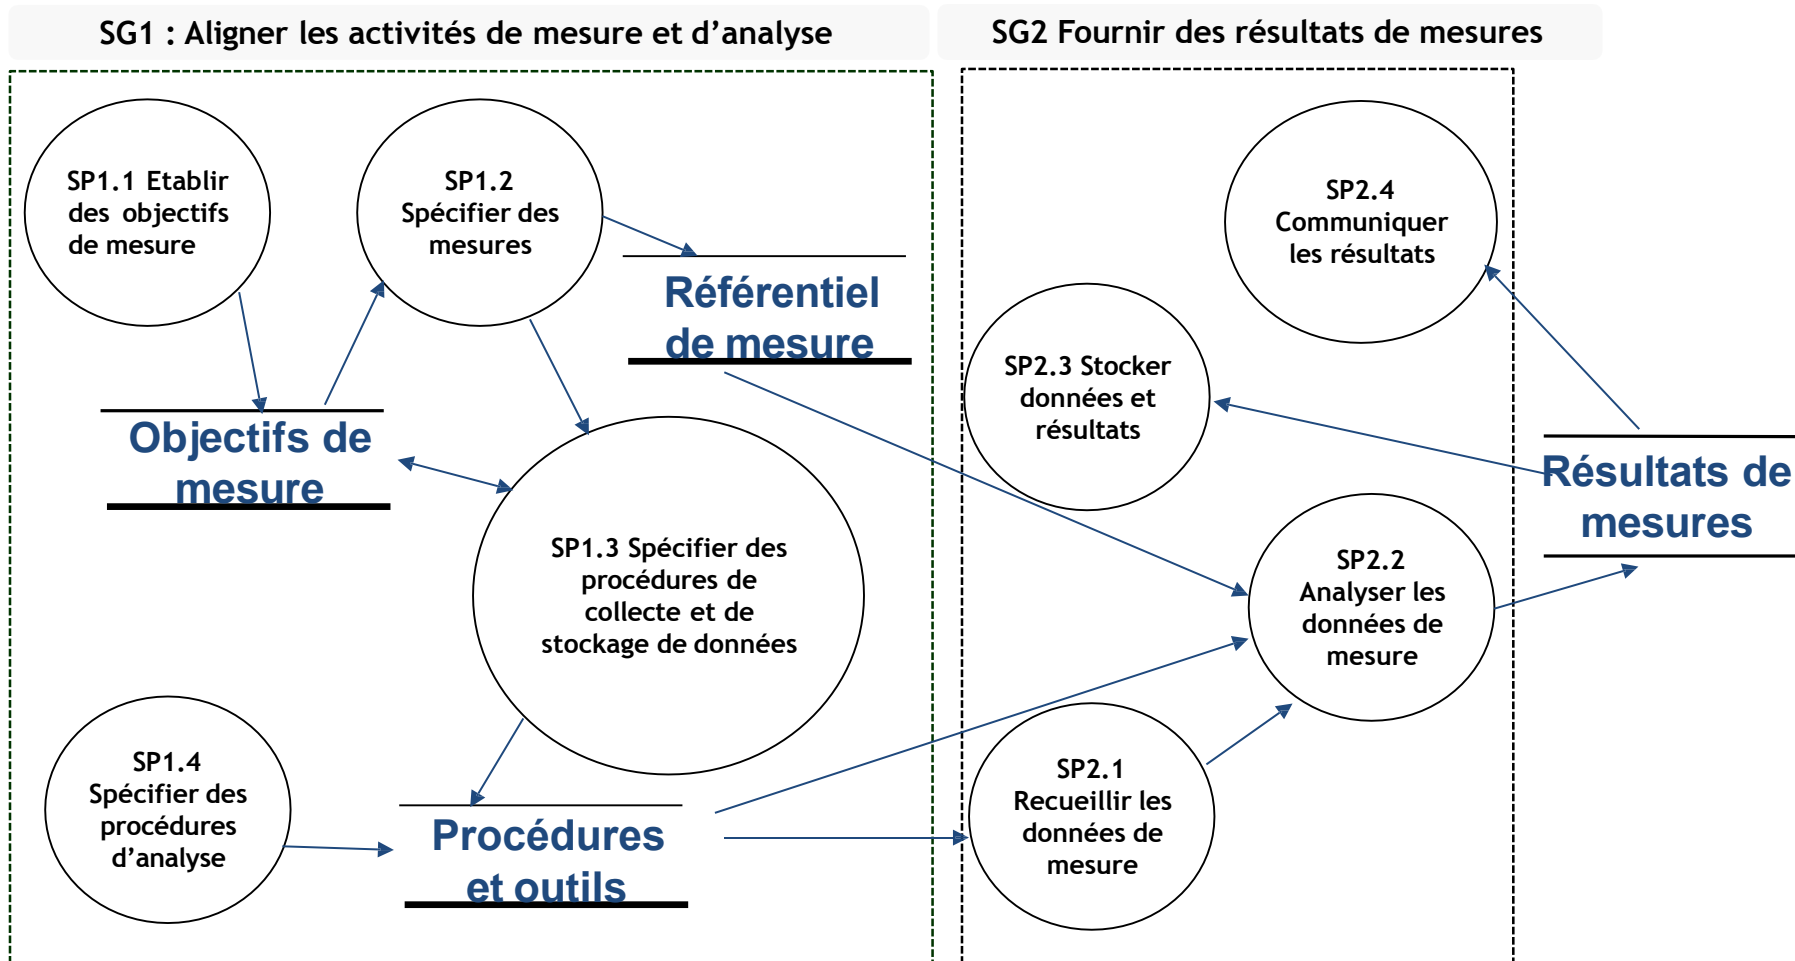 SG1 : Aligner les activités de mesure et d’analyse
SG2 Fournir des résultats de mesures
SP1.1 Etablir
des objectifs
de mesure
SP1.2
Spécifier des
mesures
Référentiel
de mesure
Objectifs de
mesure
SP1.3 Spécifier des
procédures de
collecte et de
stockage de données
SP1.4
Spécifier des
procédures
d’analyse
Procédures
et outils
SP2.4
Communiquer
les résultats
SP2.3 Stocker
données et
résultats
Résultats de
mesures
SP2.2
Analyser les
données de
mesure
SP2.1
Recueillir les
données de
mesure